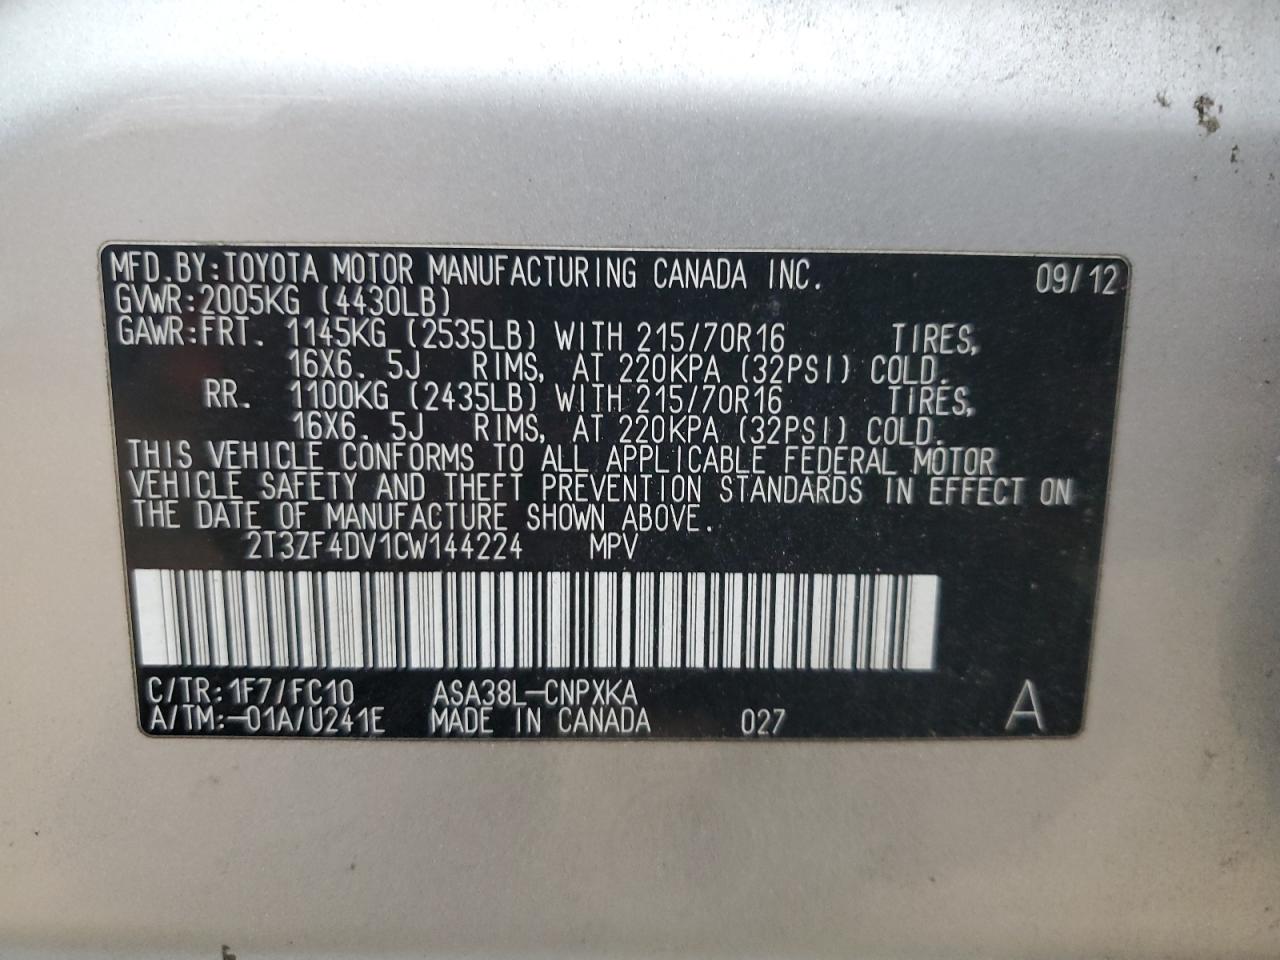 MFD.BY:TOYOTA MOTOR MANUFACTURING CANADA INC. 09/12
GVWR:2005KG (4430LB)
GAWR:FRT. 1145KG (2535LB) WITH 215/70R16 TIRES,
16X6. 5J RIMS, AT 220KPA (32PSI) COLD.
RR. 1100KG (2435LB) WITH 215/70R16 TIRES,
16X6. 5J RIMS, AT 220KPA (32PSI) COLD.
THIS VEHICLE CONFORMS TO ALL APPLICABLE FEDERAL MOTOR
VEHICLE SAFETY AND THEFT PREVENTION STANDARDS IN EFFECT ON
THE DATE OF MANUFACTURE SHOWN ABOVE.
2T3ZF4DV1CW144224 MPV
C/TR:1F7/FC10 ASA38L-CNPXKA
A/TM:-01A/U241E MADE IN CANADA 027 A